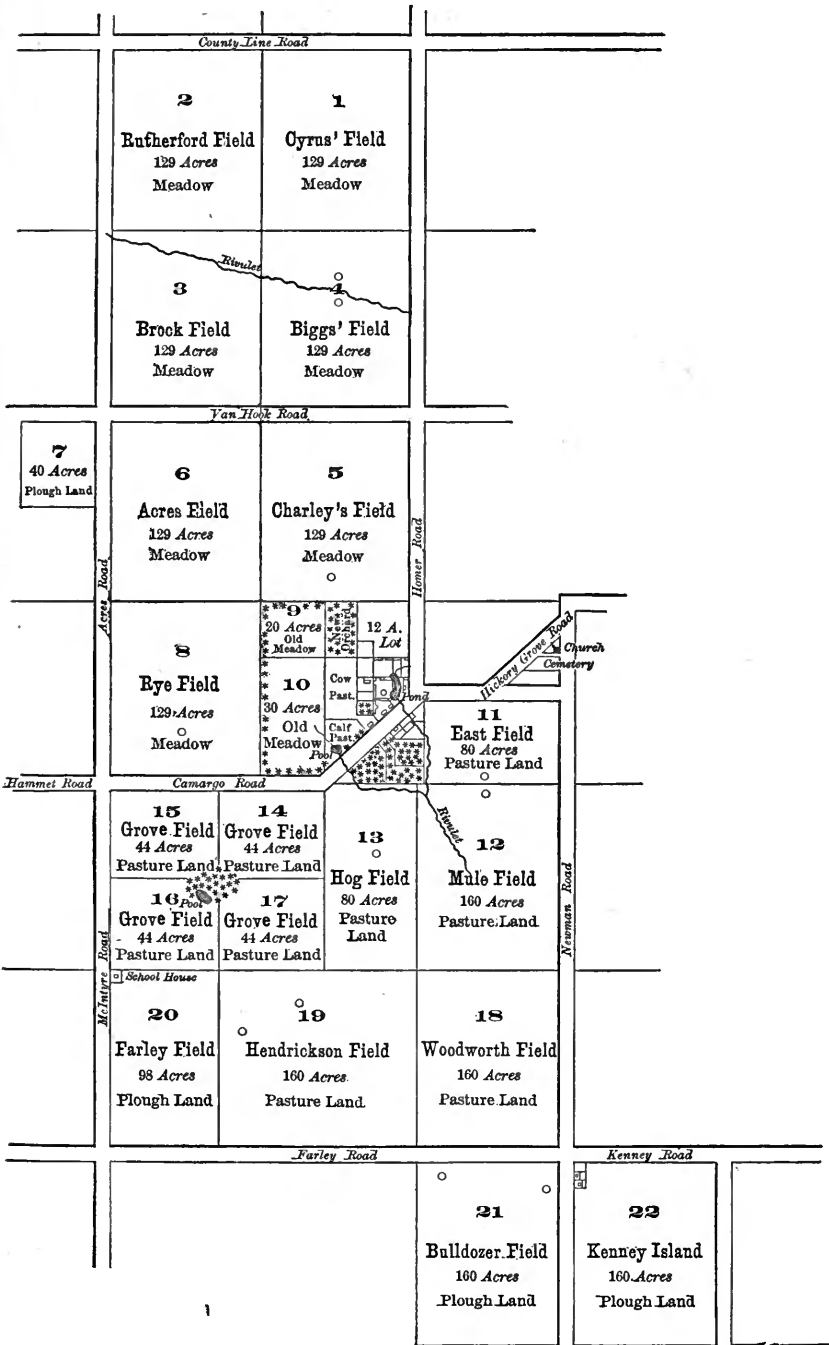 County Line Road
2
Rutherford Field
129 Acres
Meadow
1
Cyrus' Field
129 Acres
Meadow
Rivulet
3
Brock Field
129 Acres
Meadow
4
Biggs' Field
129 Acres
Meadow
Van Hook Road
7
40 Acres
Plough Land
6
Acres Field
129 Acres
Meadow
5
Charley's Field
129 Acres
Meadow
Acres Road
Homer Road
8
Rye Field
129 Acres
Meadow
9
20 Acres
Old
Meadow
New
Orchard
12 A.
Lot
10
30 Acres
Old
Meadow
Cow
Past.
Calf
Past.
Pool
Pond
Hickory Grove Road
Church
Cemetery
11
East Field
80 Acres
Pasture Land
Hammet Road
Camargo Road
15
Grove Field
44 Acres
Pasture Land
14
Grove Field
44 Acres
Pasture Land
13
Hog Field
80 Acres
Pasture
Land
Rivulet
12
Mule Field
160 Acres
Pasture Land
16
Pool
Grove Field
44 Acres
Pasture Land
17
Grove Field
44 Acres
Pasture Land
McIntyre Road
Newman Road
School House
20
Farley Field
98 Acres
Plough Land
19
Hendrickson Field
160 Acres.
Pasture Land
18
Woodworth Field
160 Acres
Pasture Land
Farley Road
Kenney Road
21
Bulldozer Field
160 Acres
Plough Land
22
Kenney Island
160 Acres
Plough Land